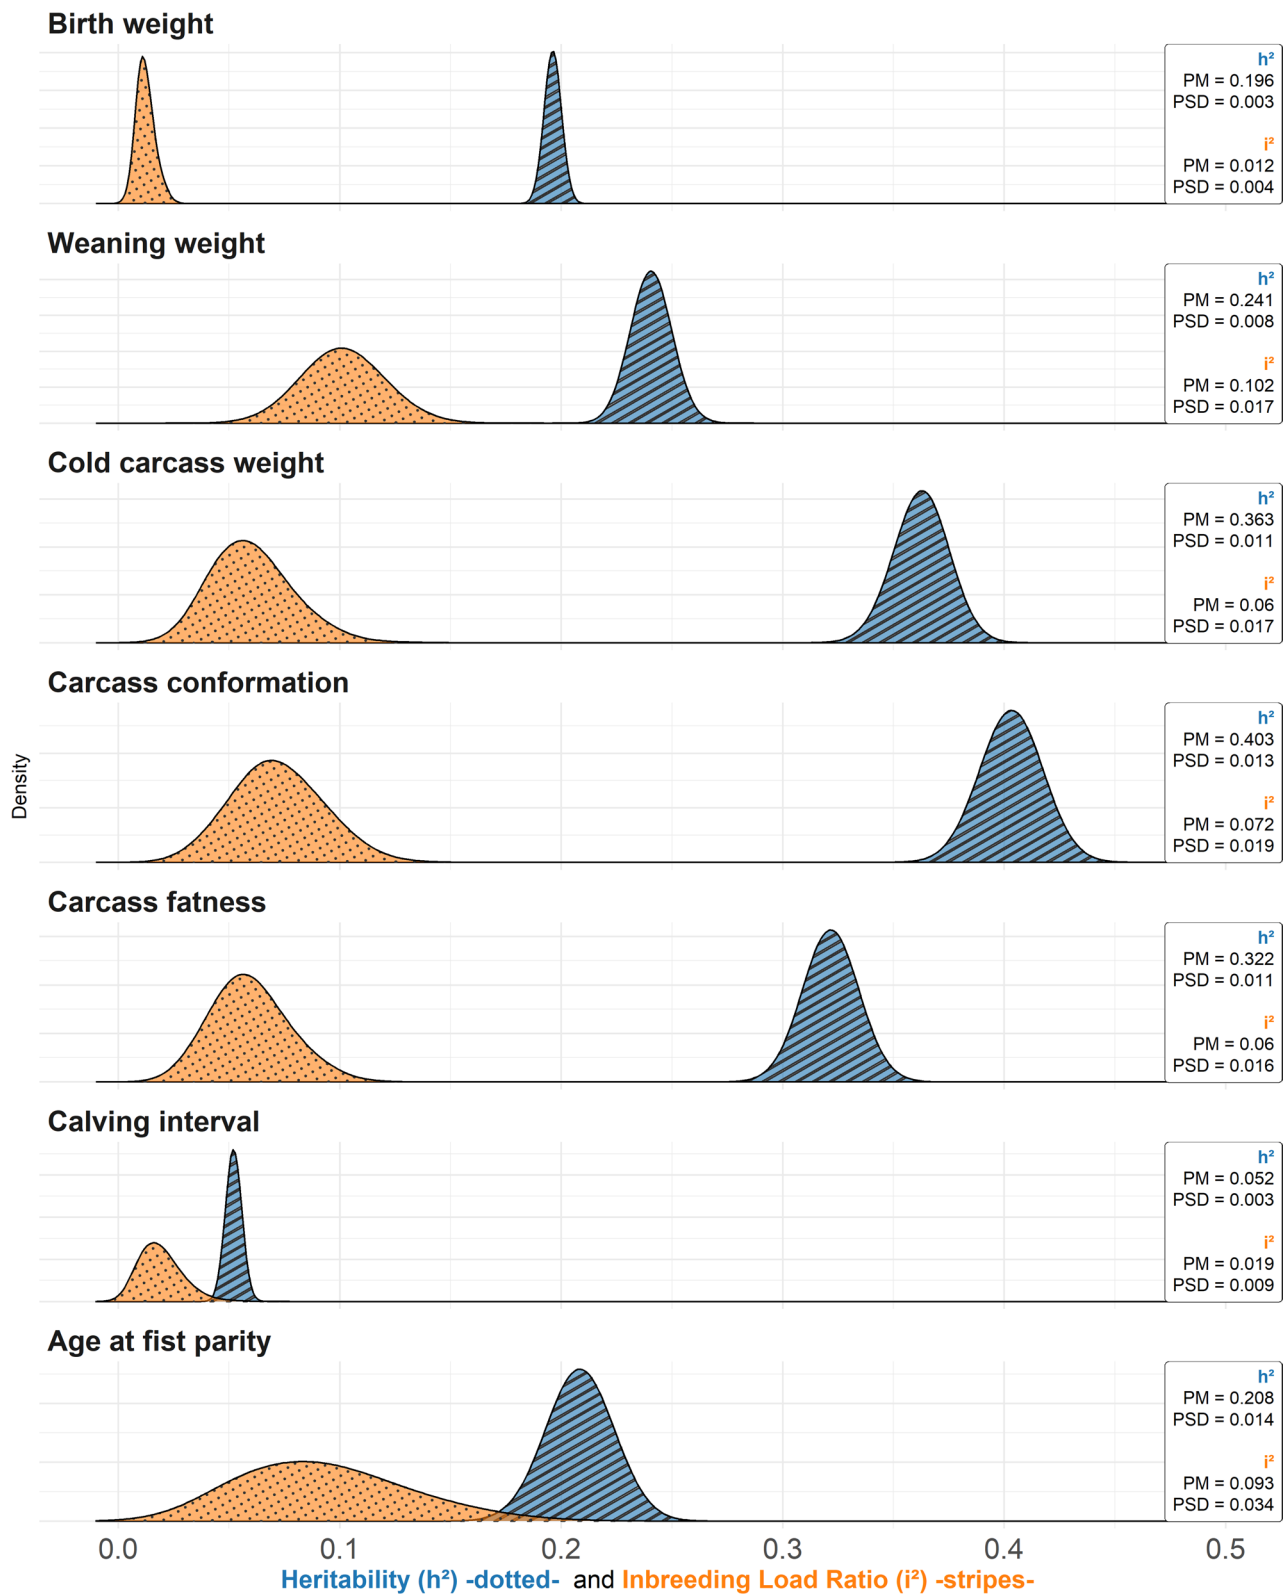 Birth weight
h²
PM = 0.196
PSD = 0.003
i²
PM = 0.012
PSD = 0.004
Weaning weight
h²
PM = 0.241
PSD = 0.008
i²
PM = 0.102
PSD = 0.017
Cold carcass weight
h²
PM = 0.363
PSD = 0.011
i²
PM = 0.06
PSD = 0.017
Carcass conformation
h²
PM = 0.403
PSD = 0.013
i²
PM = 0.072
PSD = 0.019
Density
Carcass fatness
h²
PM = 0.322
PSD = 0.011
i²
PM = 0.06
PSD = 0.016
Calving interval
h²
PM = 0.052
PSD = 0.003
i²
PM = 0.019
PSD = 0.009
Age at fist parity
h²
PM = 0.208
PSD = 0.014
i²
PM = 0.093
PSD = 0.034
0.0 0.1 0.2 0.3 0.4 0.5
Heritability (h²) -dotted- and Inbreeding Load Ratio (i²) -stripes-